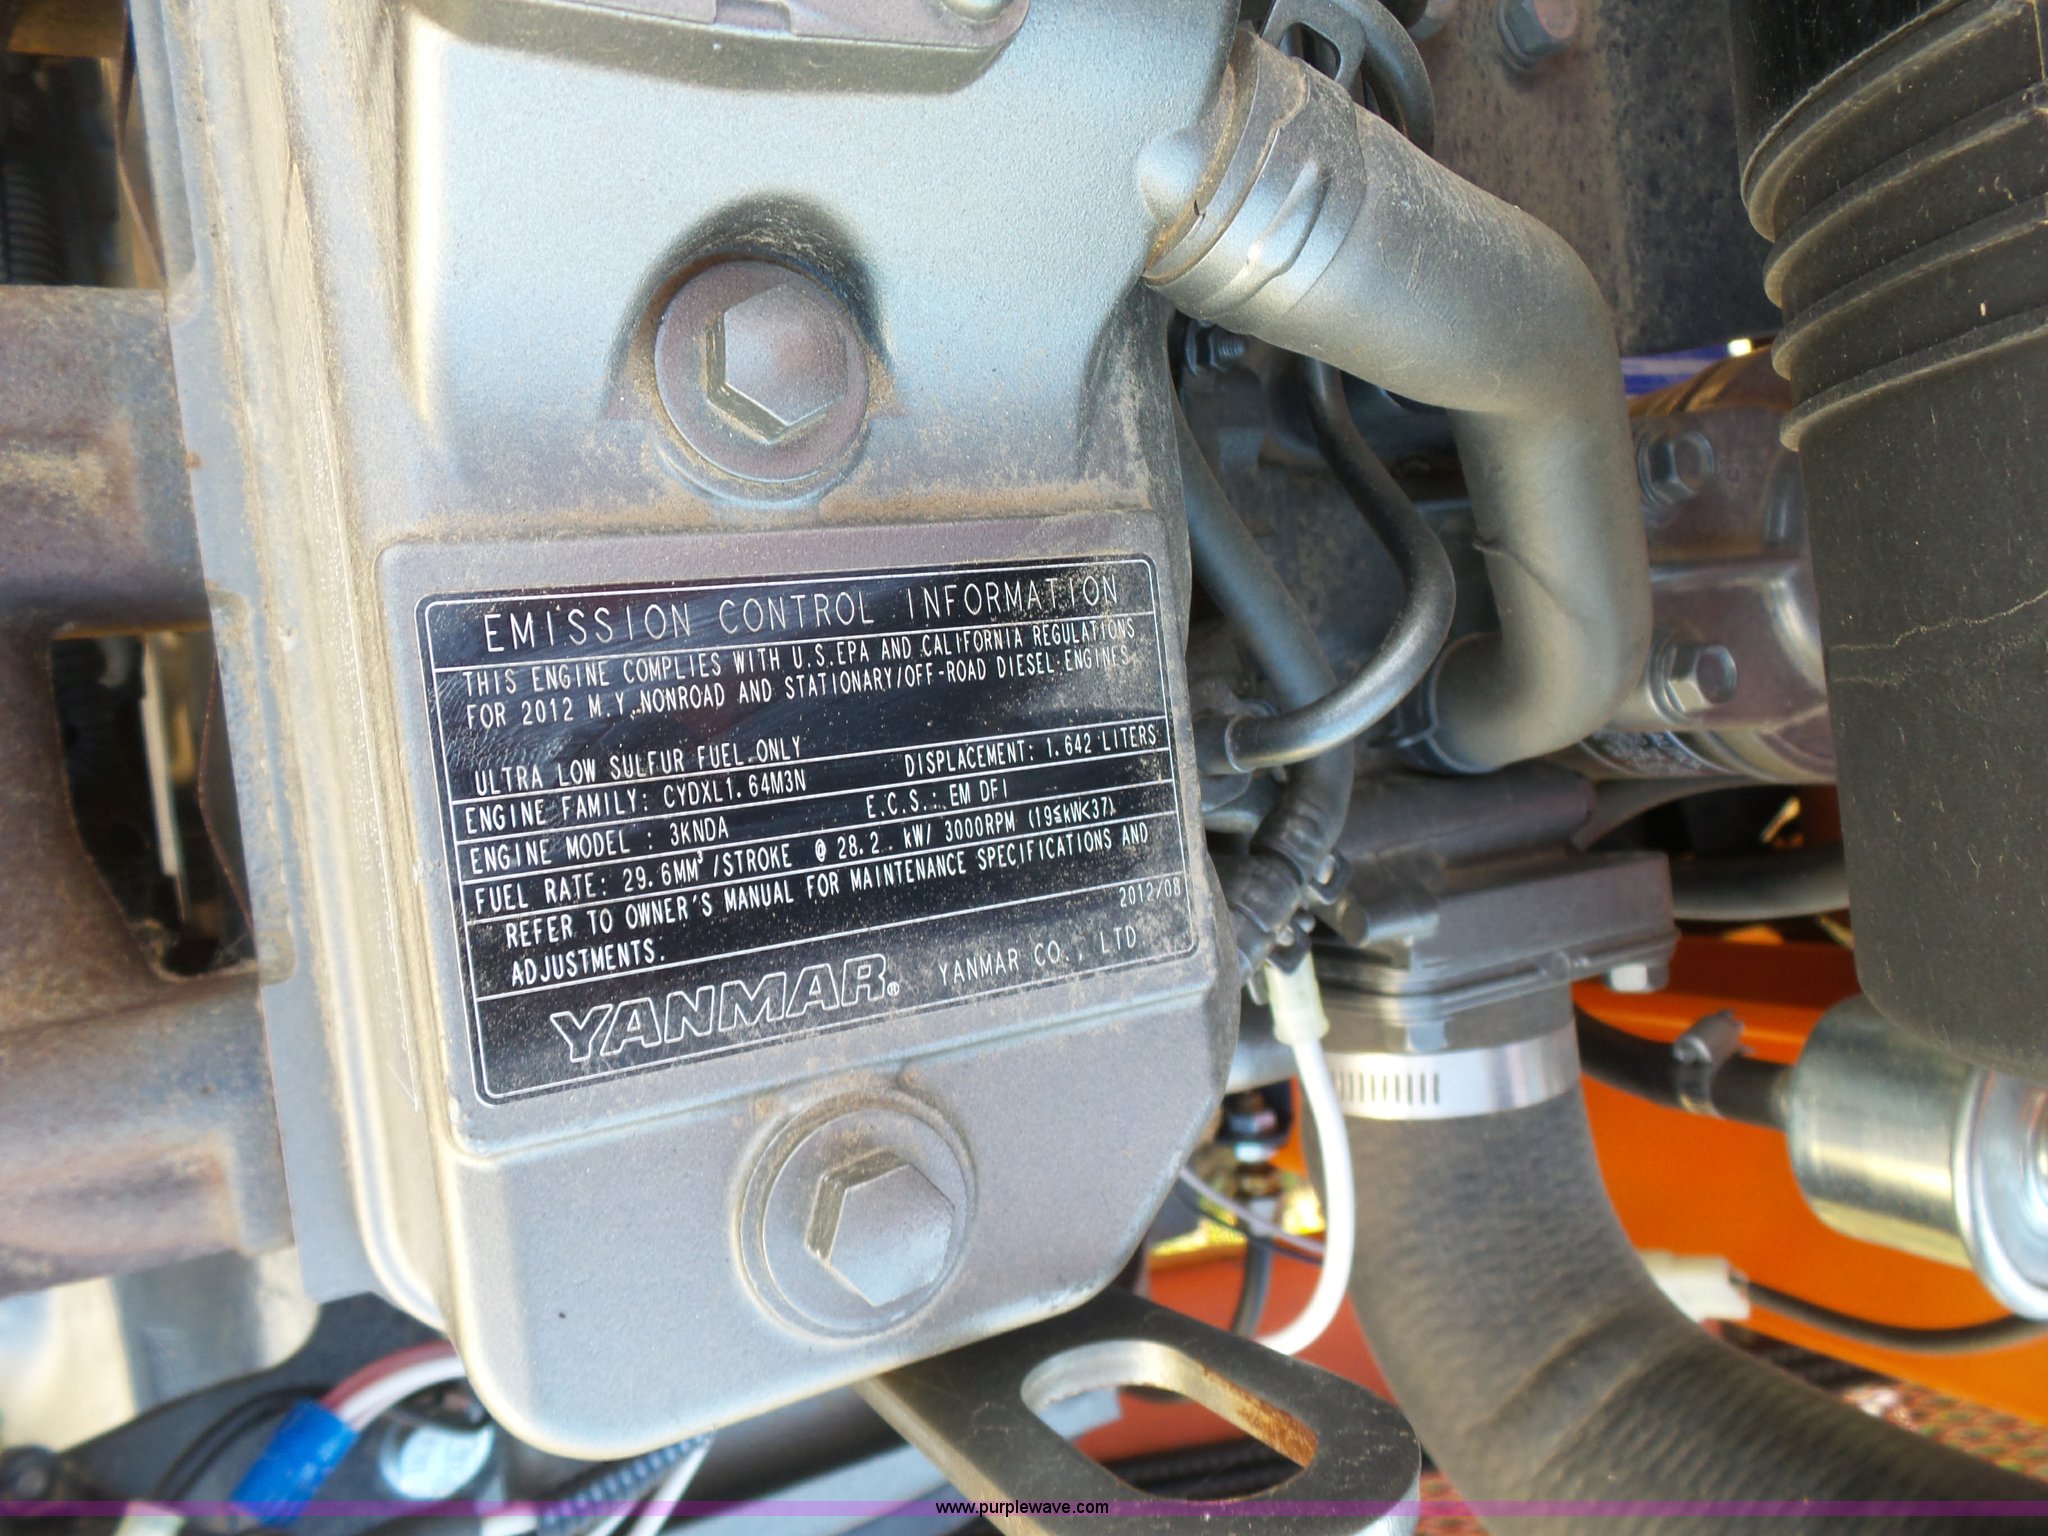 EMISSION CONTROL INFORMATION
THIS ENGINE COMPLIES WITH U.S.EPA AND CALIFORNIA REGULATIONS
FOR 2012 M.Y. NONROAD AND STATIONARY/OFF-ROAD DIESEL ENGINES.
ULTRA LOW SULFUR FUEL ONLY
ENGINE FAMILY: CYDXL1.64M3N DISPLACEMENT: 1.642 LITERS
ENGINE MODEL : 3KNDA E.C.S.: EM DFI
FUEL RATE: 29.6MM³/STROKE @ 28.2 kW/ 3000RPM (19≦kW<37)
REFER TO OWNER'S MANUAL FOR MAINTENANCE SPECIFICATIONS AND
ADJUSTMENTS.
2012/08
YANMAR® YANMAR CO., LTD
www.purplewave.com